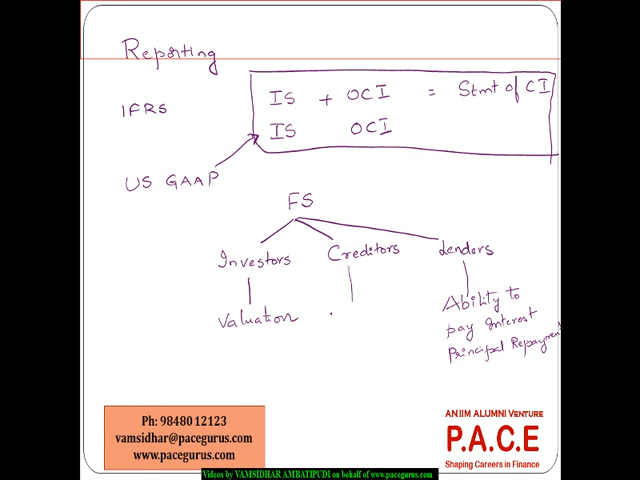 Reporting
IFRS
IS + OCI = Stmt of CI
IS OCI
US GAAP
FS
Investors Creditors Lenders
Valuation
Ability to
pay Interest
Principal Repayment
Ph: 98480 12123
vamsidhar@pacegurus.com
www.pacegurus.com
AN IIM ALUMNI VENTURE
P.A.C.E
Shaping Careers in Finance
Videos by VAMSIDHAR AMBATIPUDI on behalf of www.pacegurus.com